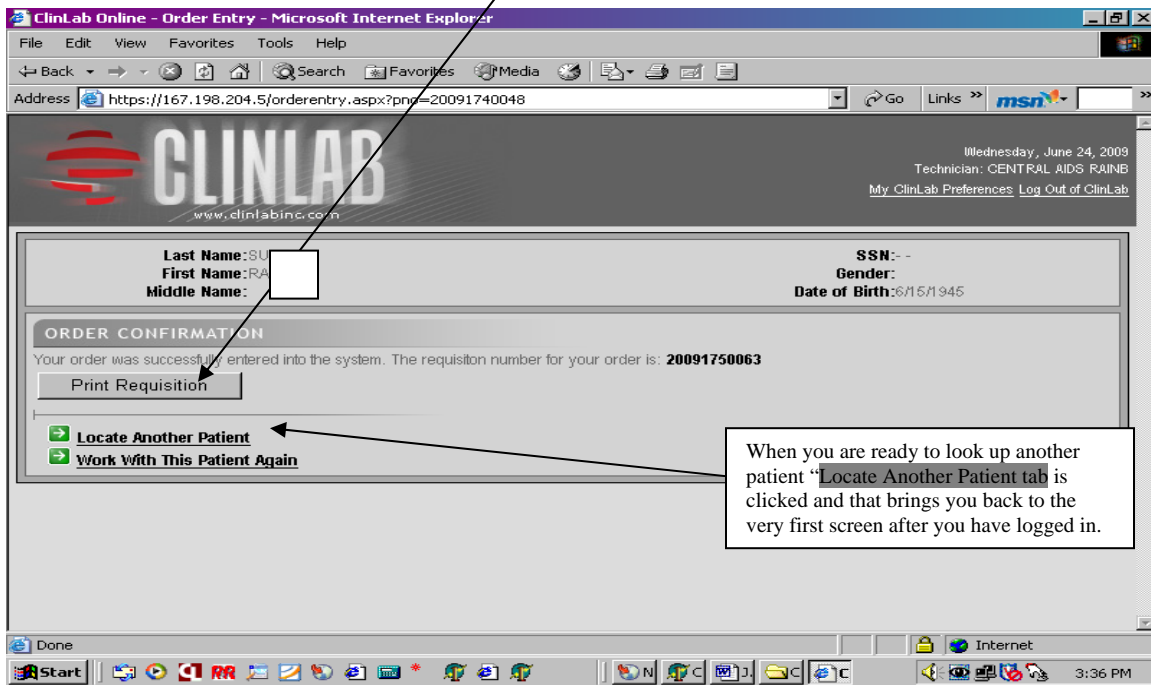 ClinLab Online - Order Entry - Microsoft Internet Explorer
File Edit View Favorites Tools Help
Back Search Favorites Media
Address https://167.198.204.5/orderentry.aspx?pno=20091740048 Go Links » msn »
CLINLAB
www.clinlabinc.com
Wednesday, June 24, 2009
Technician: CENTRAL AIDS RAINB
My ClinLab Preferences Log Out of ClinLab
Last Name:SU SSN:- -
First Name:RA Gender:
Middle Name: Date of Birth:6/15/1945
ORDER CONFIRMATION
Your order was successfully entered into the system. The requisiton number for your order is: 20091750063
Print Requisition
Locate Another Patient
Work With This Patient Again
When you are ready to look up another
patient “Locate Another Patient tab is
clicked and that brings you back to the
very first screen after you have logged in.
Done Internet
Start RR N C J. C C 3:36 PM